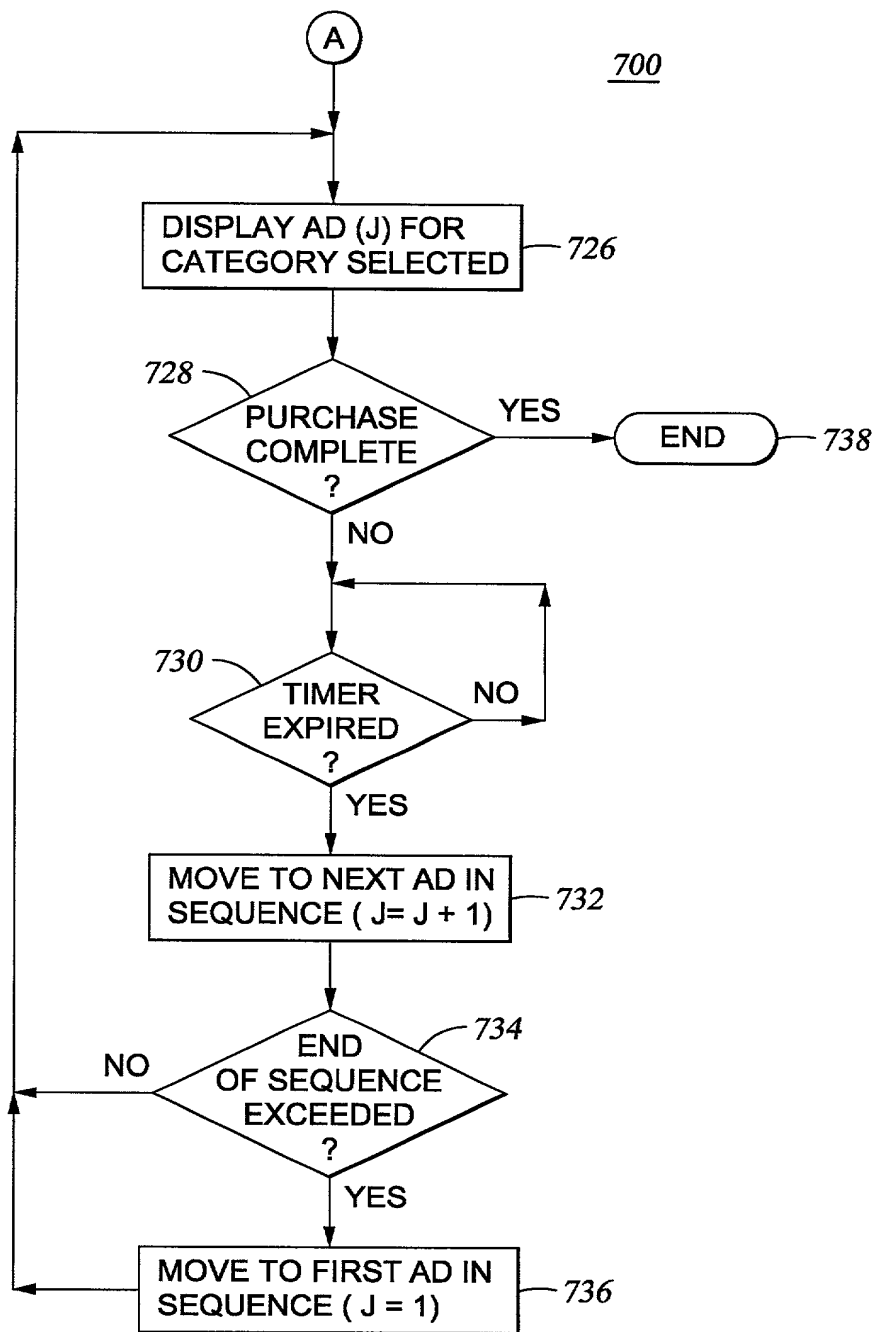 A
700
DISPLAY AD (J) FOR
CATEGORY SELECTED
726
728
PURCHASE
COMPLETE
?
YES
END
738
NO
730
TIMER
EXPIRED
?
NO
YES
MOVE TO NEXT AD IN
SEQUENCE ( J= J + 1)
732
734
END
OF SEQUENCE
EXCEEDED
?
NO
YES
MOVE TO FIRST AD IN
SEQUENCE ( J = 1)
736